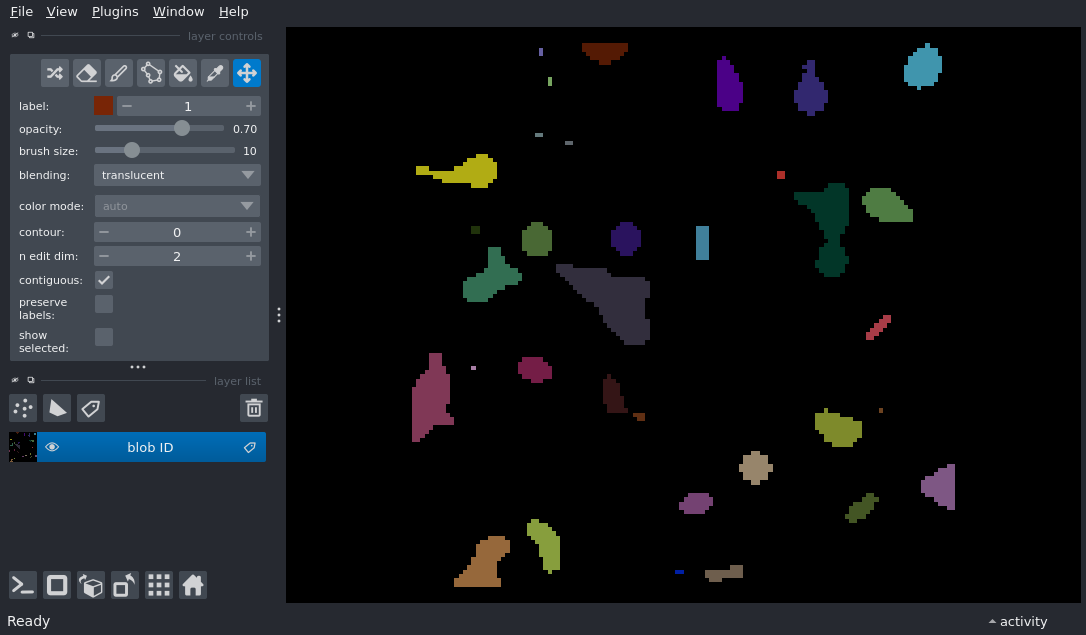 File View Plugins Window Help
layer controls
label: 1
opacity: 0.70
brush size: 10
blending: translucent
color mode: auto
contour: 0
n edit dim: 2
contiguous:
preserve
labels:
show
selected:
layer list
blob ID
Ready
activity